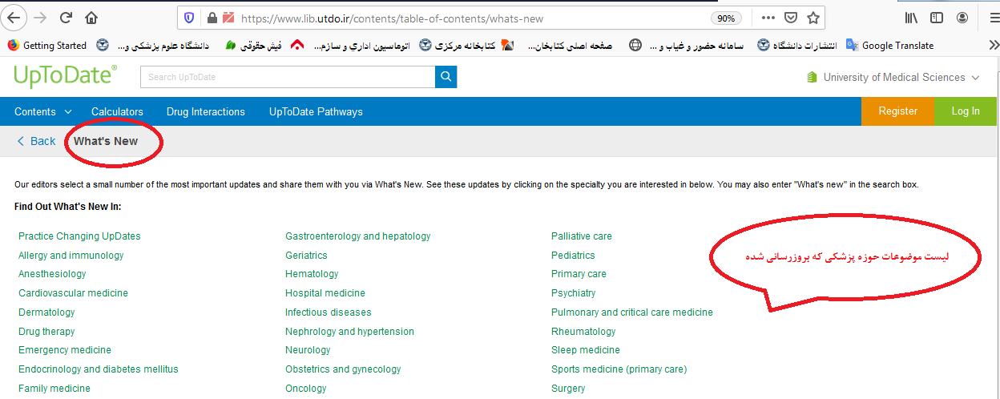 https://www.lib.utdo.ir/contents/table-of-contents/whats-new
90%
Getting Started
دانشگاه علوم پزشکی و...
فیش حقوقی
اتوماسیون اداري و سازم...
کتابخانه مرکزی
صفحه اصلی کتابخان...
سامانه حضور و غیاب و ...
انتشارات دانشگاه
Google Translate
UpToDate®
Search UpToDate
University of Medical Sciences
Contents
Calculators
Drug Interactions
UpToDate Pathways
Register
Log In
Back
What's New
Our editors select a small number of the most important updates and share them with you via What's New. See these updates by clicking on the specialty you are interested in below. You may also enter "What's new" in the search box.
Find Out What's New In:
Practice Changing UpDates
Allergy and immunology
Anesthesiology
Cardiovascular medicine
Dermatology
Drug therapy
Emergency medicine
Endocrinology and diabetes mellitus
Family medicine
Gastroenterology and hepatology
Geriatrics
Hematology
Hospital medicine
Infectious diseases
Nephrology and hypertension
Neurology
Obstetrics and gynecology
Oncology
Palliative care
Pediatrics
Primary care
Psychiatry
Pulmonary and critical care medicine
Rheumatology
Sleep medicine
Sports medicine (primary care)
Surgery
لیست موضوعات حوزه پزشکی که بروزرسانی شده